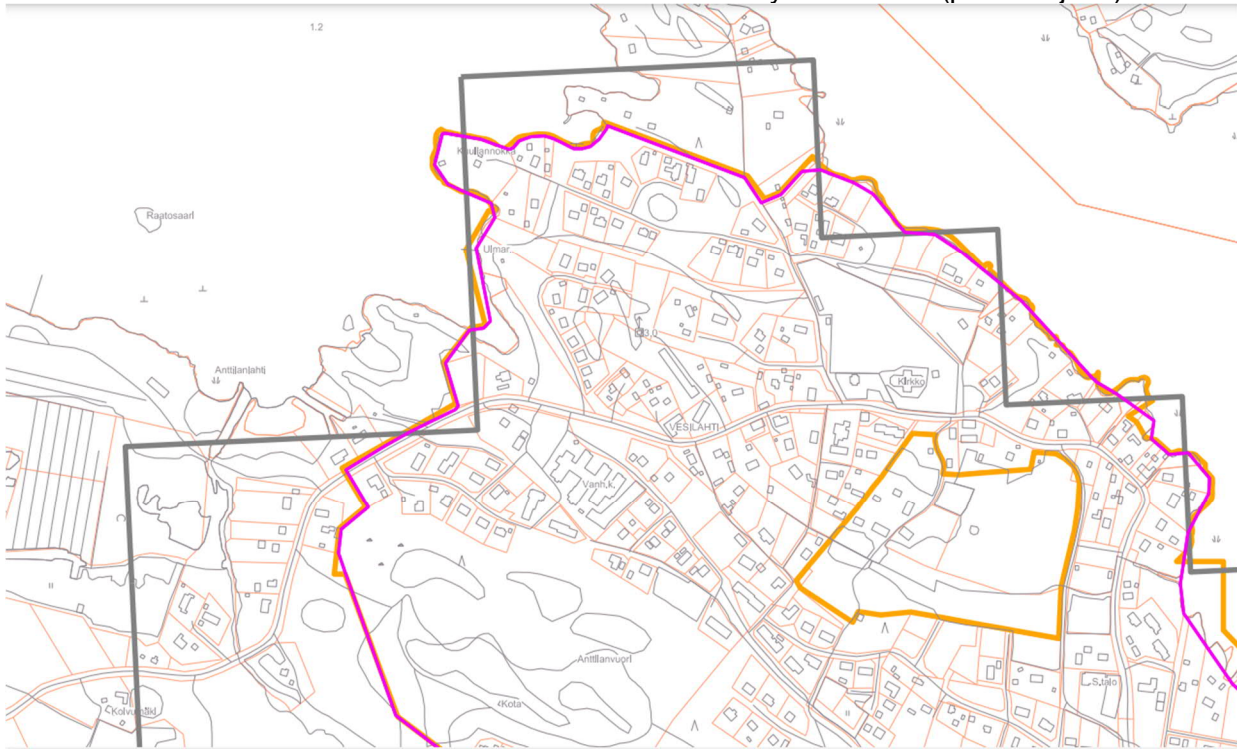 1.2
Raatosaari
Ulmar
Anttilanlahti
Kirkko
VESILAHTI
Vanh.k.
Anttilanvuori
Kota
S.talo